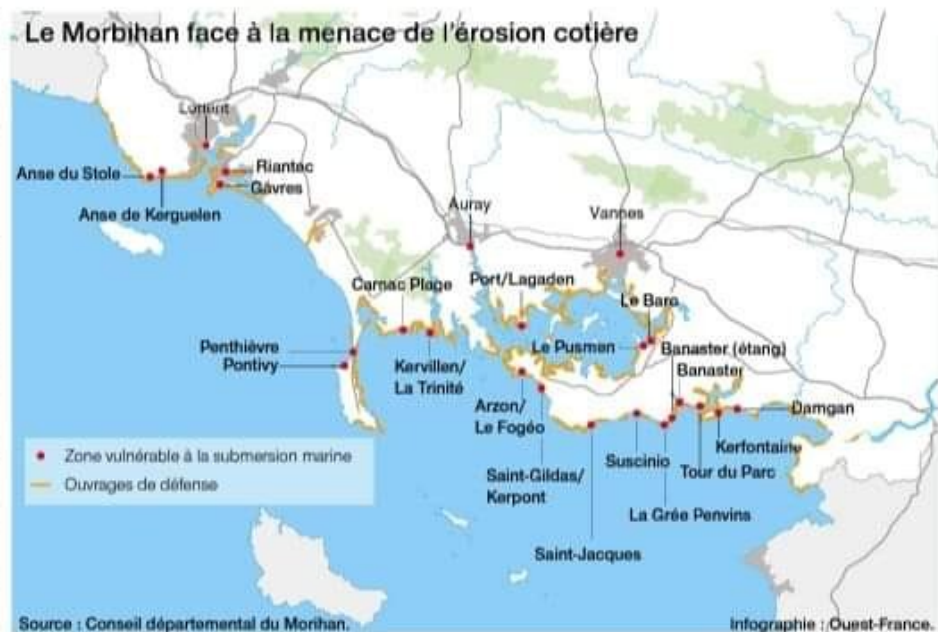 Le Morbihan face à la menace de l'érosion cotière
Lorient
Anse du Stole
Riantec
Gâvres
Anse de Kerguelen
Auray
Vannes
Carnac Plage
Port/Lagaden
Le Baro
Penthièvre
Pontivy
Kervillen/
La Trinité
Le Pusmen
Banaster (étang)
Banaster
Arzon/
Le Fogéo
Damgan
Kerfontaine
Saint-Gildas/
Kerpont
Suscinio
Tour du Parc
La Grée Penvins
Saint-Jacques
Zone vulnérable à la submersion marine
Ouvrages de défense
Source : Conseil départemental du Morihan.
Infographie : Ouest-France.